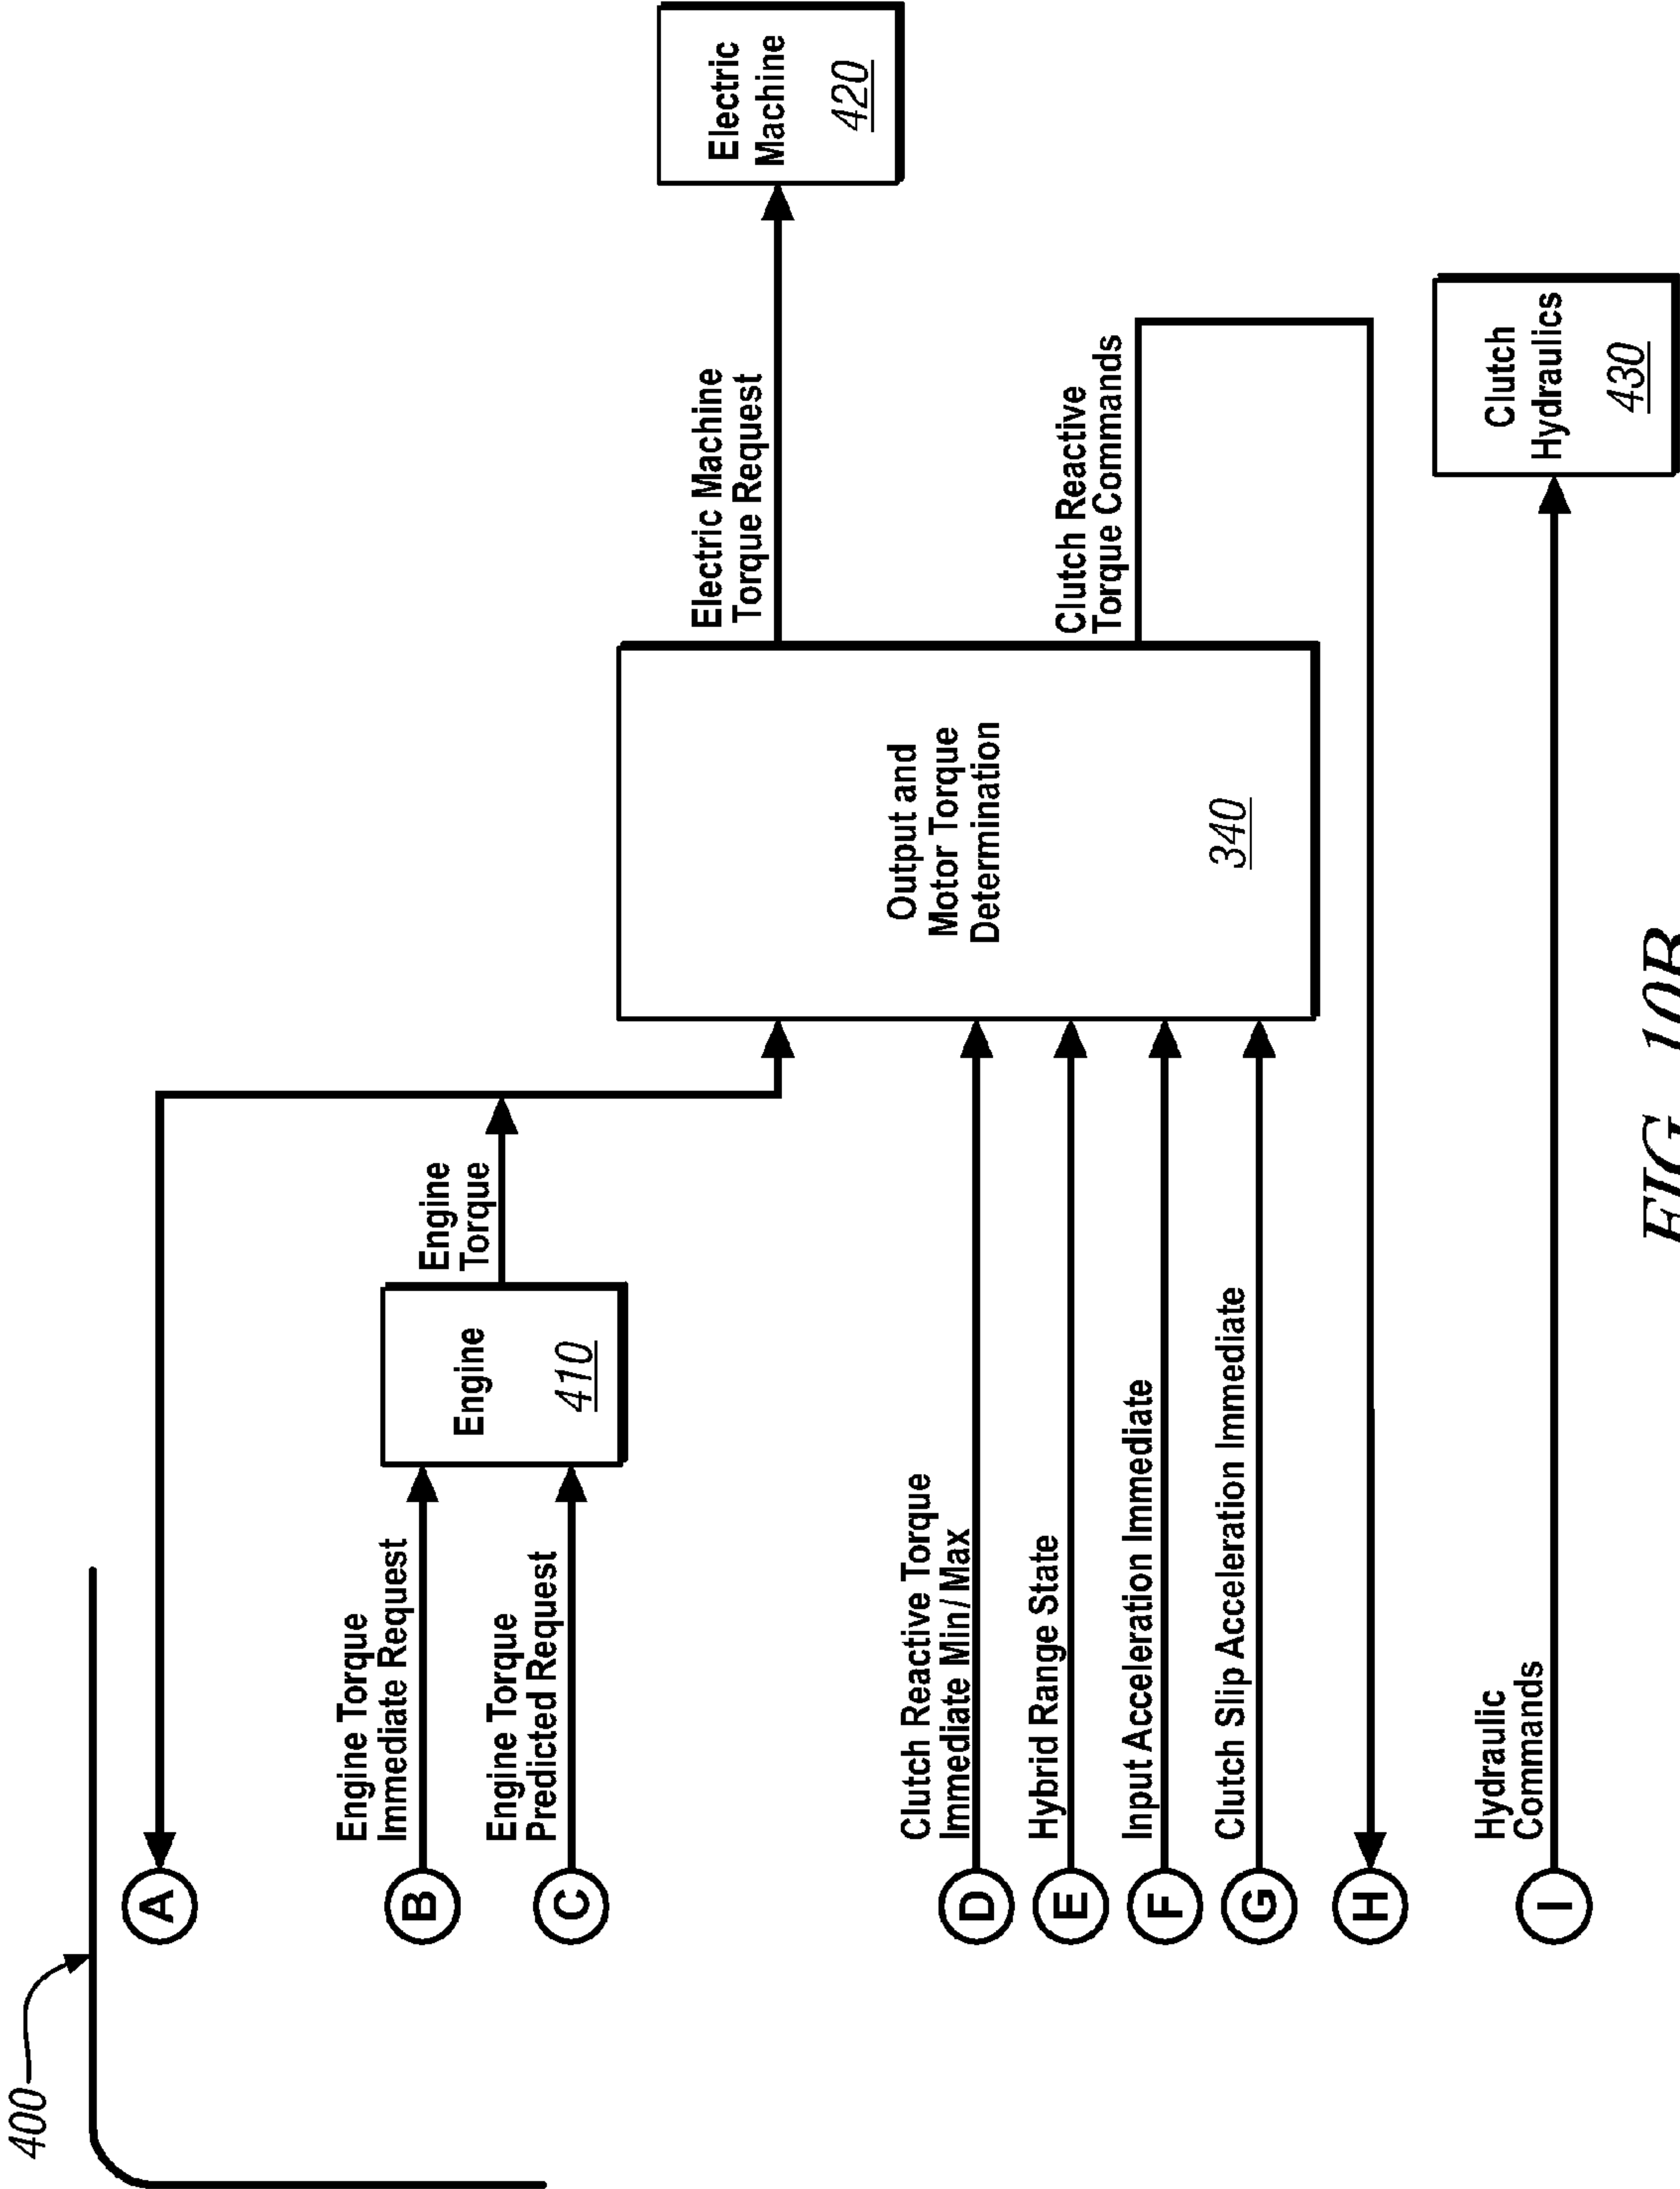 400
A
Engine Torque
Immediate Request
B
Engine Torque
Predicted Request
C
Engine
410
Engine
Torque
Clutch Reactive Torque
Immediate Min/Max
D
Hybrid Range State
E
Input Acceleration Immediate
F
Clutch Slip Acceleration Immediate
G
H
Output and
Motor Torque
Determination
340
Electric Machine
Torque Request
Electric
Machine
420
Clutch Reactive
Torque Commands
Hydraulic
Commands
I
Clutch
Hydraulics
430
FIG. 10B